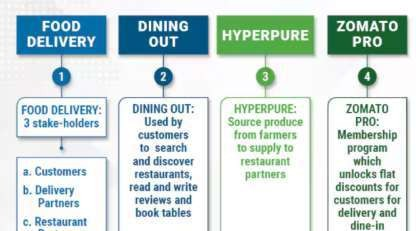 FOOD
DELIVERY
DINING
OUT
HYPERPURE
ZOMATO
PRO
1
2
3
4
FOOD DELIVERY:
3 stake-holders
a. Customers
b. Delivery
Partners
c. Restaurant
DINING OUT:
Used by
customers
to search
and discover
restaurants,
read and write
reviews and
book tables
HYPERPURE:
Source produce
from farmers
to supply to
restaurant
partners
ZOMATO
PRO:
Membership
program
which
unlocks flat
discounts for
customers for
delivery and
dine-in